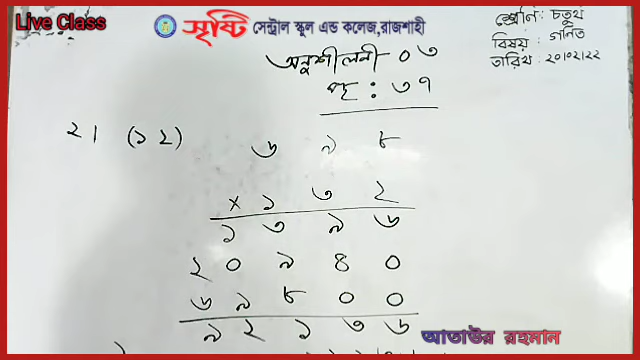 Live Class
সৃষ্টি সেন্ট্রাল স্কুল এন্ড কলেজ,রাজশাহী
শ্রেণি: চতুর্থ
বিষয়: গণিত
তারিখ: ২০।০২।২২
অনুশীলনী ০৩
পৃ: ৩৭
২। (১২) ৬ ৯ ৮
× ১ ৩ ২
১ ৩ ৯ ৬
২ ০ ৯ ৪ ০
৬ ৯ ৮ ০ ০
৯ ২ ১ ৩ ৬
আতাউর রহমান